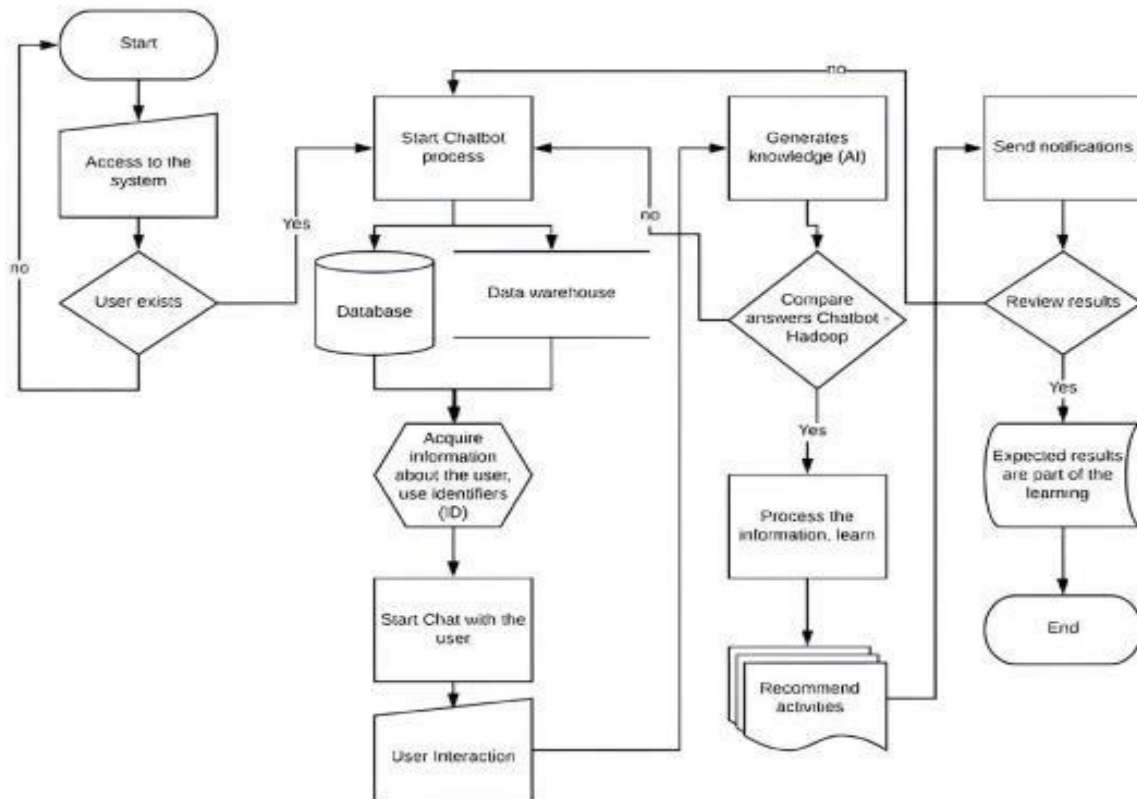 Start
Access to the
system
no
User exists
Yes
Start Chatbot
process
Database
Data warehouse
Acquire
information
about the user,
use identifiers
(ID)
Start Chat with the
user
User Interaction
no
Generates
knowledge (AI)
no
Compare
answers Chatbot -
Hadoop
Yes
Process the
information, learn
Recommend
activities
Send notifications
Review results
Yes
Expected results
are part of the
learning
End